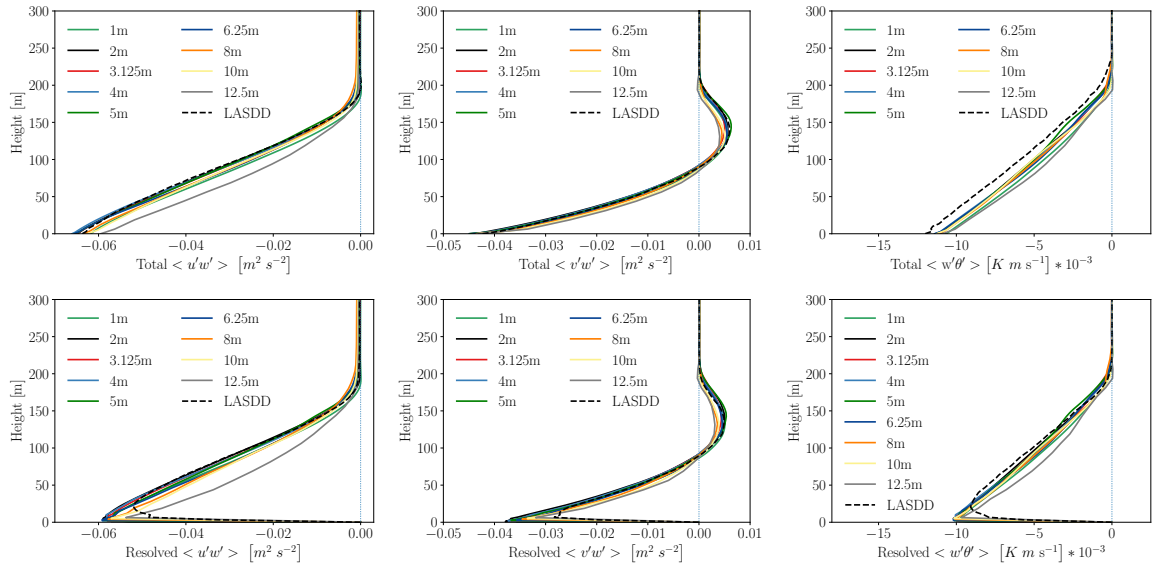 300
250
200
150
100
50
0
Height [m]
1m
2m
3.125m
4m
5m
6.25m
8m
10m
12.5m
LASDD
−0.06
−0.04
−0.02
0.00
Total < u′w′ > [m² s⁻²]
300
250
200
150
100
50
0
Height [m]
1m
2m
3.125m
4m
5m
6.25m
8m
10m
12.5m
LASDD
−0.05
−0.04
−0.03
−0.02
−0.01
0.00
0.01
Total < v′w′ > [m² s⁻²]
300
250
200
150
100
50
0
Height [m]
1m
2m
3.125m
4m
5m
6.25m
8m
10m
12.5m
LASDD
−15
−10
−5
0
Total < w′θ′ > [K m s⁻¹] * 10⁻³
300
250
200
150
100
50
0
Height [m]
1m
2m
3.125m
4m
5m
6.25m
8m
10m
12.5m
LASDD
−0.06
−0.04
−0.02
0.00
Resolved < u′w′ > [m² s⁻²]
300
250
200
150
100
50
0
Height [m]
1m
2m
3.125m
4m
5m
6.25m
8m
10m
12.5m
LASDD
−0.05
−0.04
−0.03
−0.02
−0.01
0.00
0.01
Resolved < v′w′ > [m² s⁻²]
300
250
200
150
100
50
0
Height [m]
1m
2m
3.125m
4m
5m
6.25m
8m
10m
12.5m
LASDD
−15
−10
−5
0
Resolved < w′θ′ > [K m s⁻¹] * 10⁻³